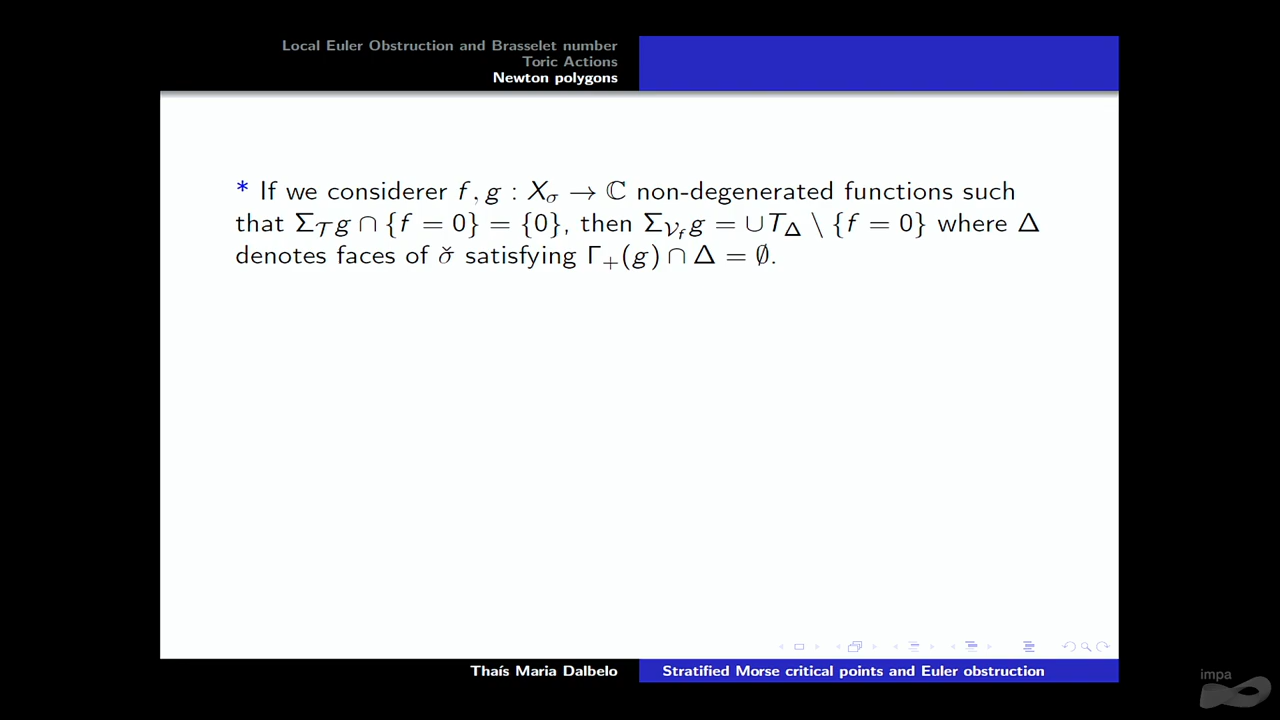 Local Euler Obstruction and Brasselet number
Toric Actions
Newton polygons
* If we considerer f, g : X_σ → ℂ non-degenerated functions such
that Σ_𝒯 g ∩ {f = 0} = {0}, then Σ_{𝒱_f} g = ∪T_Δ \ {f = 0} where Δ
denotes faces of σ̌ satisfying Γ₊(g) ∩ Δ = ∅.
Thaís Maria Dalbelo
Stratified Morse critical points and Euler obstruction
impa